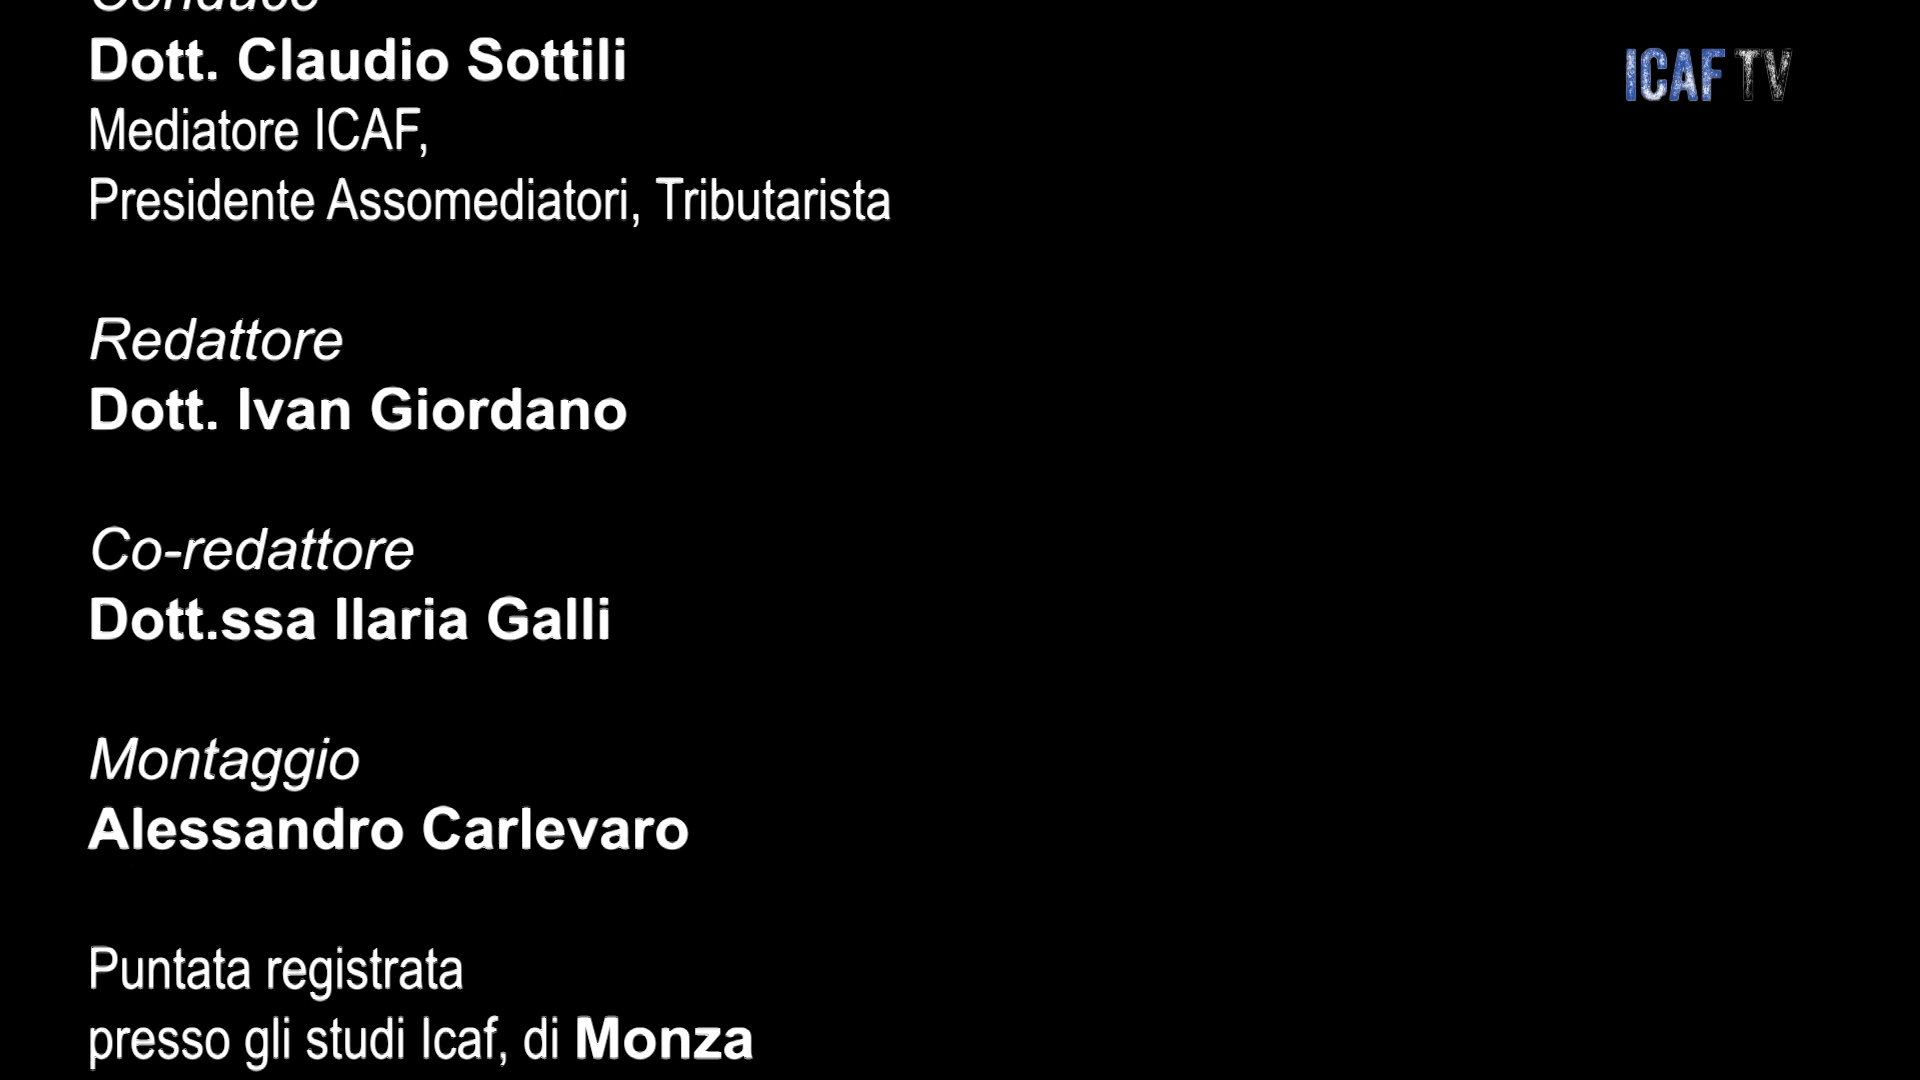 Dott. Claudio Sottili
ICAF TV
Mediatore ICAF,
Presidente Assomediatori, Tributarista
Redattore
Dott. Ivan Giordano
Co-redattore
Dott.ssa Ilaria Galli
Montaggio
Alessandro Carlevaro
Puntata registrata
presso gli studi Icaf, di Monza